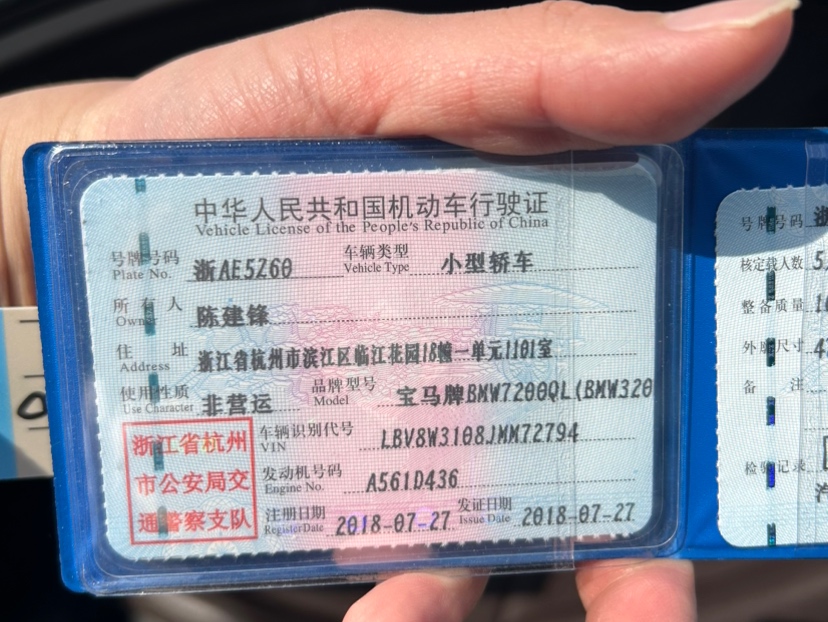 中华人民共和国机动车行驶证
Vehicle License of the People's Republic of China
号牌号码 浙AE5Z60 车辆类型 小型轿车
Plate No. Vehicle Type
所有人 陈建锋
Owner
住址 浙江省杭州市滨江区临江花园18幢一单元1101室
Address
使用性质 非营运 品牌型号 宝马牌BMW7200QL(BMW320
Use Character Model
浙江省杭州
市公安局交
通警察支队
车辆识别代号 LBV8W3108JMM72794
VIN
发动机号码 A561D436
Engine No.
注册日期 2018-07-27 发证日期 2018-07-27
Register Date Issue Date
号牌号码 浙
核定载人数 5
整备质量
外廓尺寸
备注
检验记录